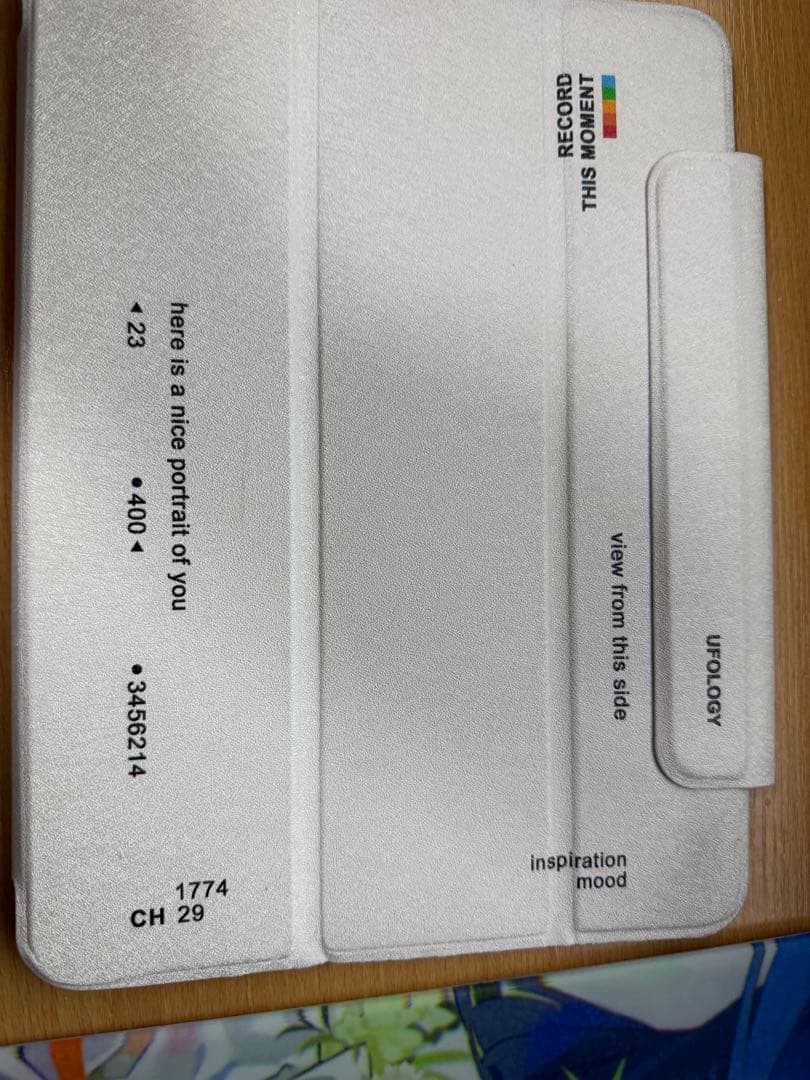 RECORD
THIS MOMENT
UFOLOGY
view from this side
inspiration
mood
here is a nice portrait of you
◀ 23 ●400◀ ●3456214
1774
CH 29